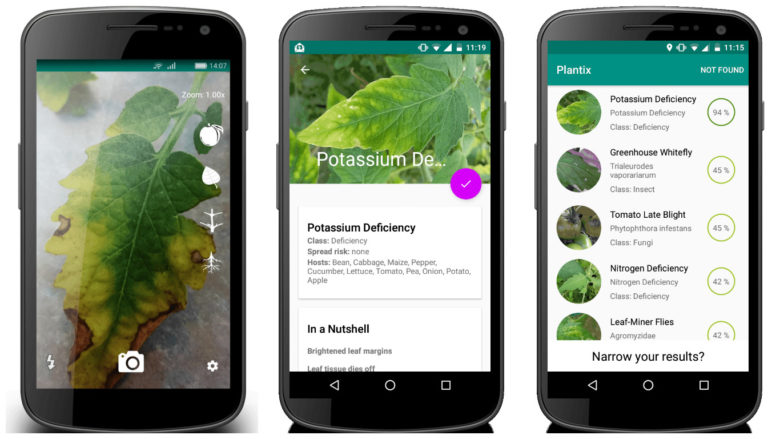 14:07
Zoom: 1.00x
11:19
Potassium De...
Potassium Deficiency
Class: Deficiency
Spread risk: none
Hosts: Bean, Cabbage, Maize, Pepper,
Cucumber, Lettuce, Tomato, Pea, Onion, Potato,
Apple
In a Nutshell
Brightened leaf margins
Leaf tissue dies off
11:15
Plantix
NOT FOUND
Potassium Deficiency
Potassium Deficiency
Class: Deficiency
94 %
Greenhouse Whitefly
Trialeurodes
vaporariarum
Class: Insect
45 %
Tomato Late Blight
Phytophthora infestans
Class: Fungi
45 %
Nitrogen Deficiency
Nitrogen Deficiency
Class: Deficiency
42 %
Leaf-Miner Flies
Agromyzidae
42 %
Narrow your results?